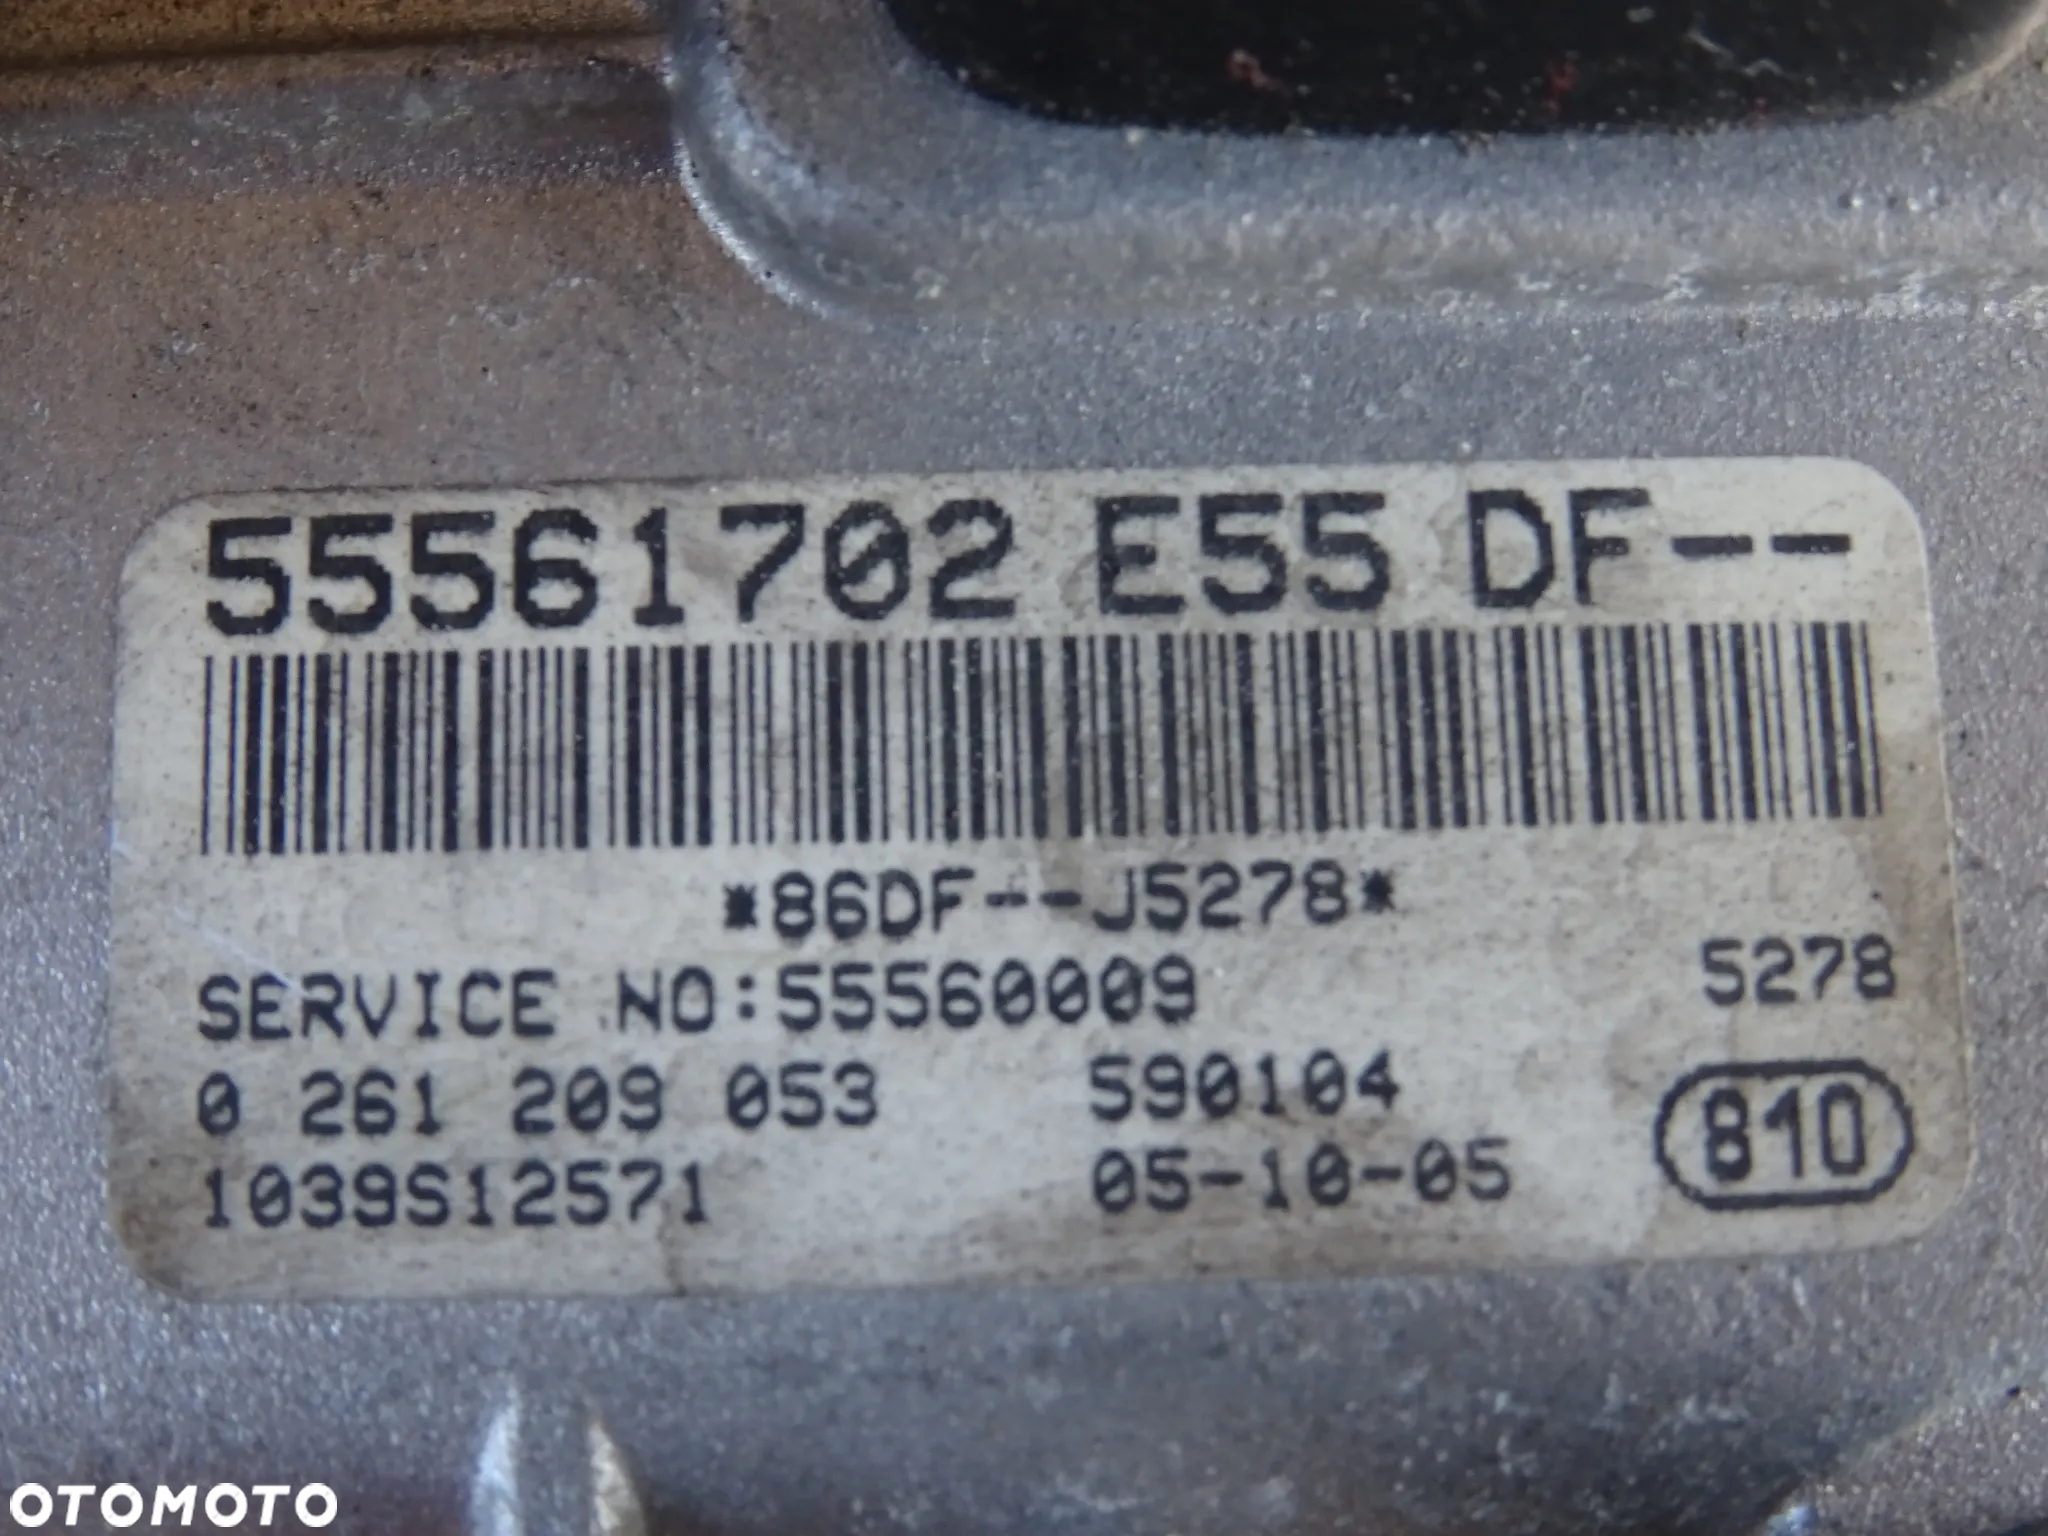 55561702 E55 DF--
*86DF--J5278*
SERVICE NO:55560009 5278
0 261 209 053 590104
1039S12571 05-10-05 810
OTOMOTO